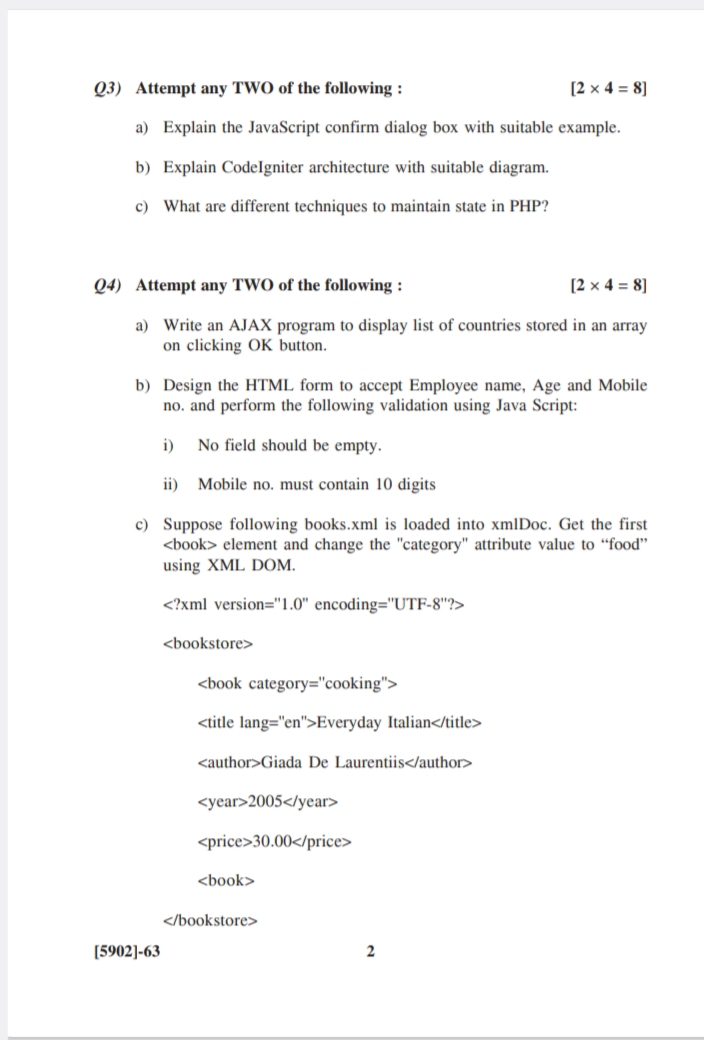 Q3) Attempt any TWO of the following : [2 × 4 = 8]
a) Explain the JavaScript confirm dialog box with suitable example.
b) Explain CodeIgniter architecture with suitable diagram.
c) What are different techniques to maintain state in PHP?
Q4) Attempt any TWO of the following : [2 × 4 = 8]
a) Write an AJAX program to display list of countries stored in an array
on clicking OK button.
b) Design the HTML form to accept Employee name, Age and Mobile
no. and perform the following validation using Java Script:
i) No field should be empty.
ii) Mobile no. must contain 10 digits
c) Suppose following books.xml is loaded into xmlDoc. Get the first
<book> element and change the "category" attribute value to “food”
using XML DOM.
<?xml version="1.0" encoding="UTF-8"?>
<bookstore>
<book category="cooking">
<title lang="en">Everyday Italian</title>
<author>Giada De Laurentiis</author>
<year>2005</year>
<price>30.00</price>
<book>
</bookstore>
[5902]-63 2